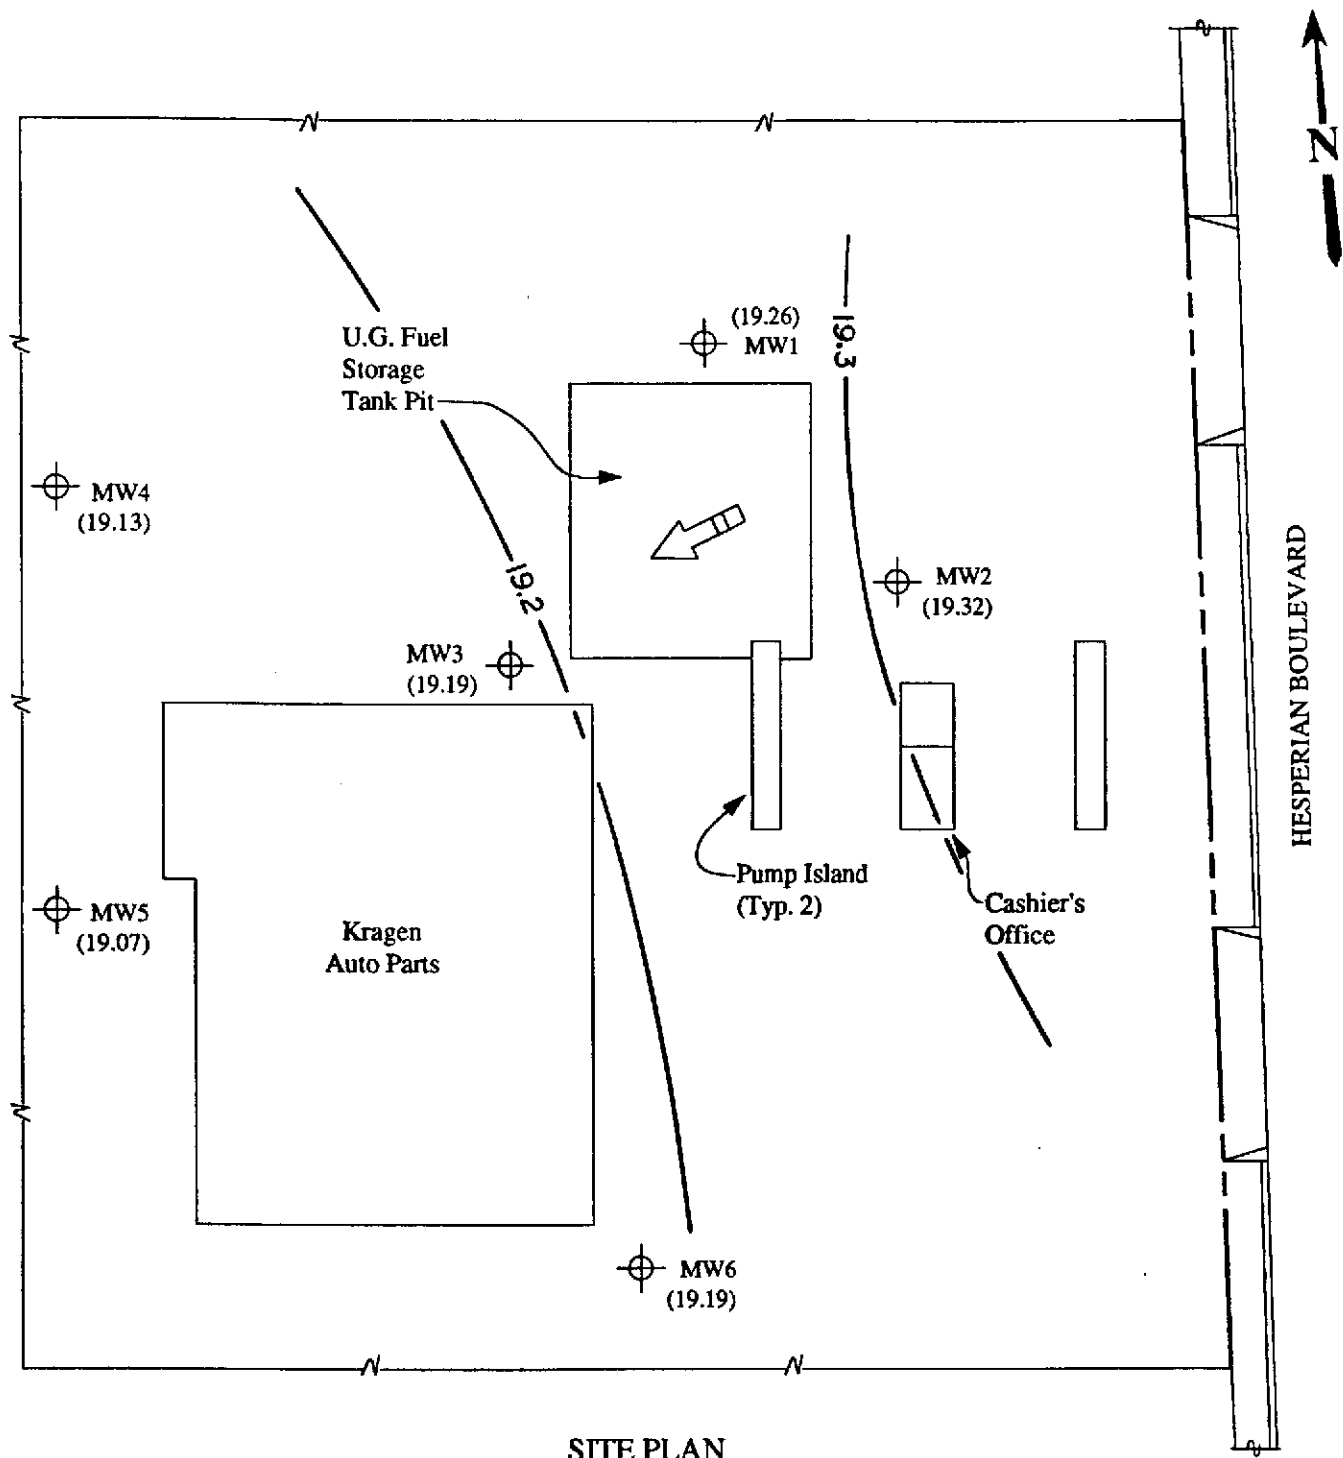 N
(19.26)
MW1
19.3
U.G. Fuel
Storage
Tank Pit
MW4
(19.13)
19.2
MW2
(19.32)
MW3
(19.19)
HESPERIAN BOULEVARD
Pump Island
(Typ. 2)
Cashier's
Office
MW5
(19.07)
Kragen
Auto Parts
MW6
(19.19)
SITE PLAN